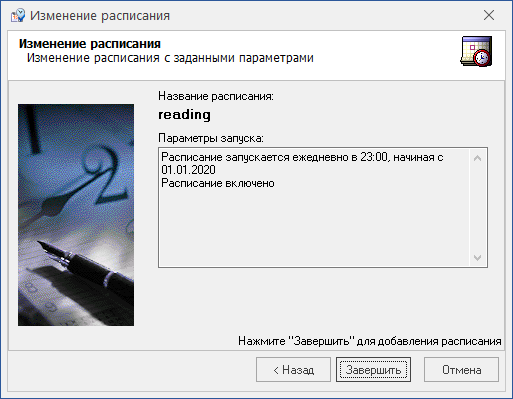 Изменение расписания
Изменение расписания
Изменение расписания с заданными параметрами
Название расписания:
reading
Параметры запуска:
Расписание запускается ежедневно в 23:00, начиная с
01.01.2020
Расписание включено
2
Нажмите "Завершить" для добавления расписания
< Назад
Завершить
Отмена